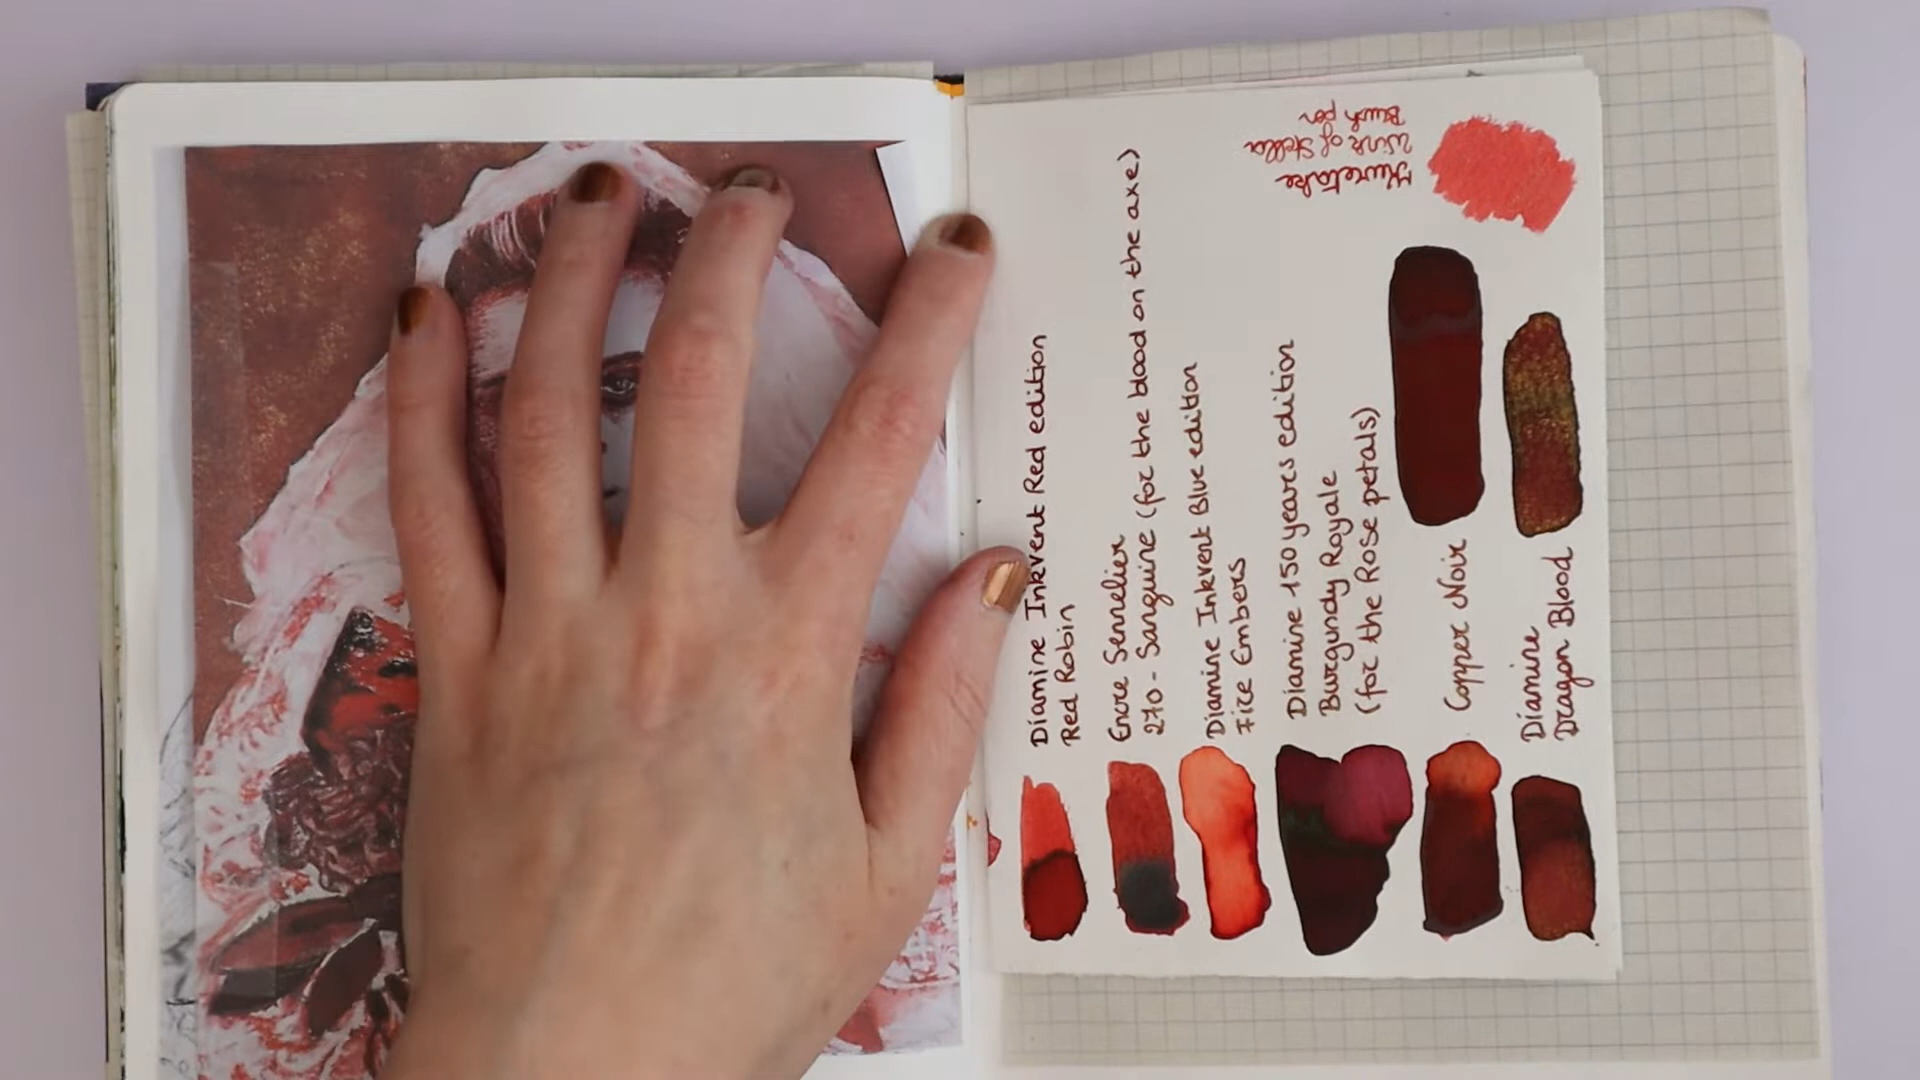 Diamine Inkvent Red edition
Red Robin
Encre Sennelier
270 - Sanguine (for the blood on the axe)
Diamine Inkvent Blue edition
Fire Embers
Diamine 150 years edition
Burgundy Royale
(for the Rose petals)
Copper Noir
Diamine
Dragon Blood
Kuretake
Wink of Stella
Brush pen